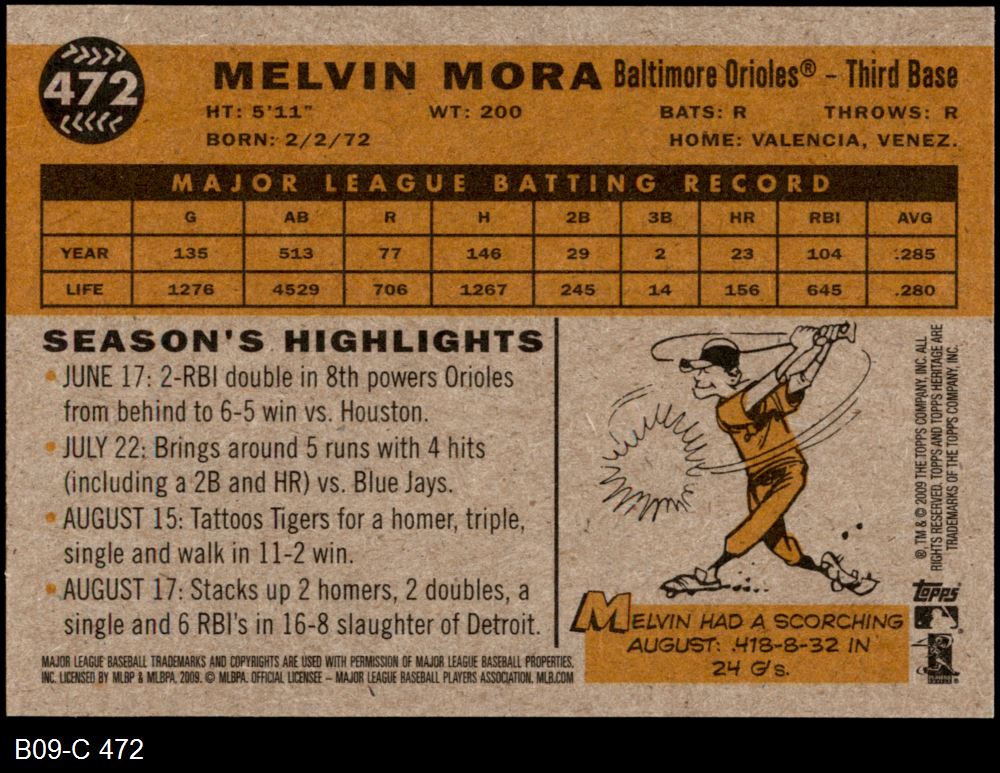 472
MELVIN MORA Baltimore Orioles® – Third Base
HT: 5'11" WT: 200 BATS: R THROWS: R
BORN: 2/2/72 HOME: VALENCIA, VENEZ.
MAJOR LEAGUE BATTING RECORD
G AB R H 2B 3B HR RBI AVG
YEAR 135 513 77 146 29 2 23 104 .285
LIFE 1276 4529 706 1267 245 14 156 645 .280
SEASON'S HIGHLIGHTS
• JUNE 17: 2-RBI double in 8th powers Orioles
from behind to 6-5 win vs. Houston.
• JULY 22: Brings around 5 runs with 4 hits
(including a 2B and HR) vs. Blue Jays.
• AUGUST 15: Tattoos Tigers for a homer, triple,
single and walk in 11-2 win.
• AUGUST 17: Stacks up 2 homers, 2 doubles, a
single and 6 RBI's in 16-8 slaughter of Detroit.
MELVIN HAD A SCORCHING
AUGUST: .418-8-32 IN
24 G's.
®, TM & © 2009 THE TOPPS COMPANY, INC. ALL
RIGHTS RESERVED. TOPPS AND TOPPS HERITAGE ARE
TRADEMARKS OF THE TOPPS COMPANY, INC.
topps
MAJOR LEAGUE BASEBALL TRADEMARKS AND COPYRIGHTS ARE USED WITH PERMISSION OF MAJOR LEAGUE BASEBALL PROPERTIES,
INC. LICENSED BY MLBP & MLBPA, 2009. © MLBPA. OFFICIAL LICENSEE – MAJOR LEAGUE BASEBALL PLAYERS ASSOCIATION. MLB.COM
B09-C 472